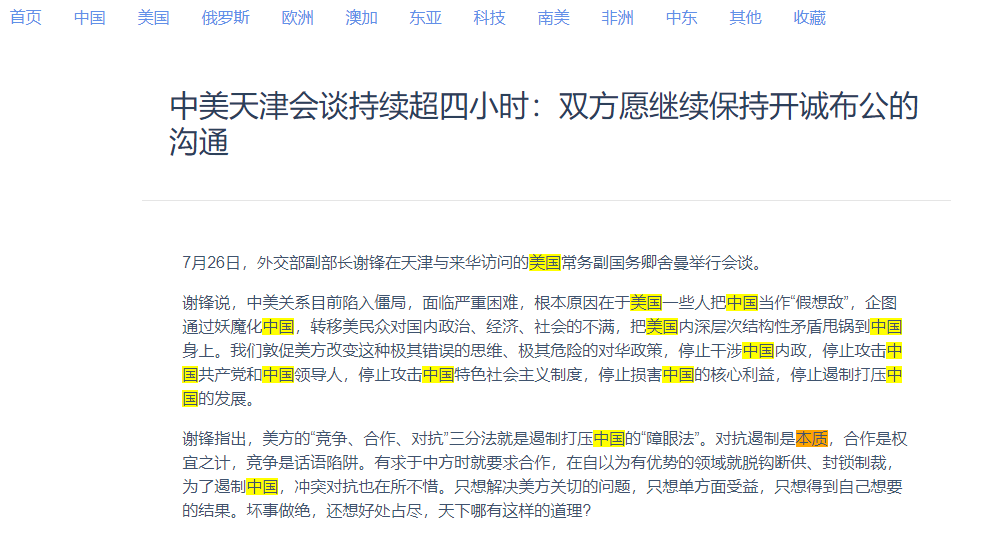 首页 中国 美国 俄罗斯 欧洲 澳加 东亚 科技 南美 非洲 中东 其他 收藏
中美天津会谈持续超四小时：双方愿继续保持开诚布公的
沟通
7月26日，外交部副部长谢锋在天津与来华访问的美国常务副国务卿舍曼举行会谈。
谢锋说，中美关系目前陷入僵局，面临严重困难，根本原因在于美国一些人把中国当作“假想敌”，企图
通过妖魔化中国，转移美民众对国内政治、经济、社会的不满，把美国内深层次结构性矛盾甩锅到中国
身上。我们敦促美方改变这种极其错误的思维、极其危险的对华政策，停止干涉中国内政，停止攻击中
国共产党和中国领导人，停止攻击中国特色社会主义制度，停止损害中国的核心利益，停止遏制打压中
国的发展。
谢锋指出，美方的“竞争、合作、对抗”三分法就是遏制打压中国的“障眼法”。对抗遏制是本质，合作是权
宜之计，竞争是话语陷阱。有求于中方时就要求合作，在自以为有优势的领域就脱钩断供、封锁制裁，
为了遏制中国，冲突对抗也在所不惜。只想解决美方关切的问题，只想单方面受益，只想得到自己想要
的结果。坏事做绝，还想好处占尽，天下哪有这样的道理？